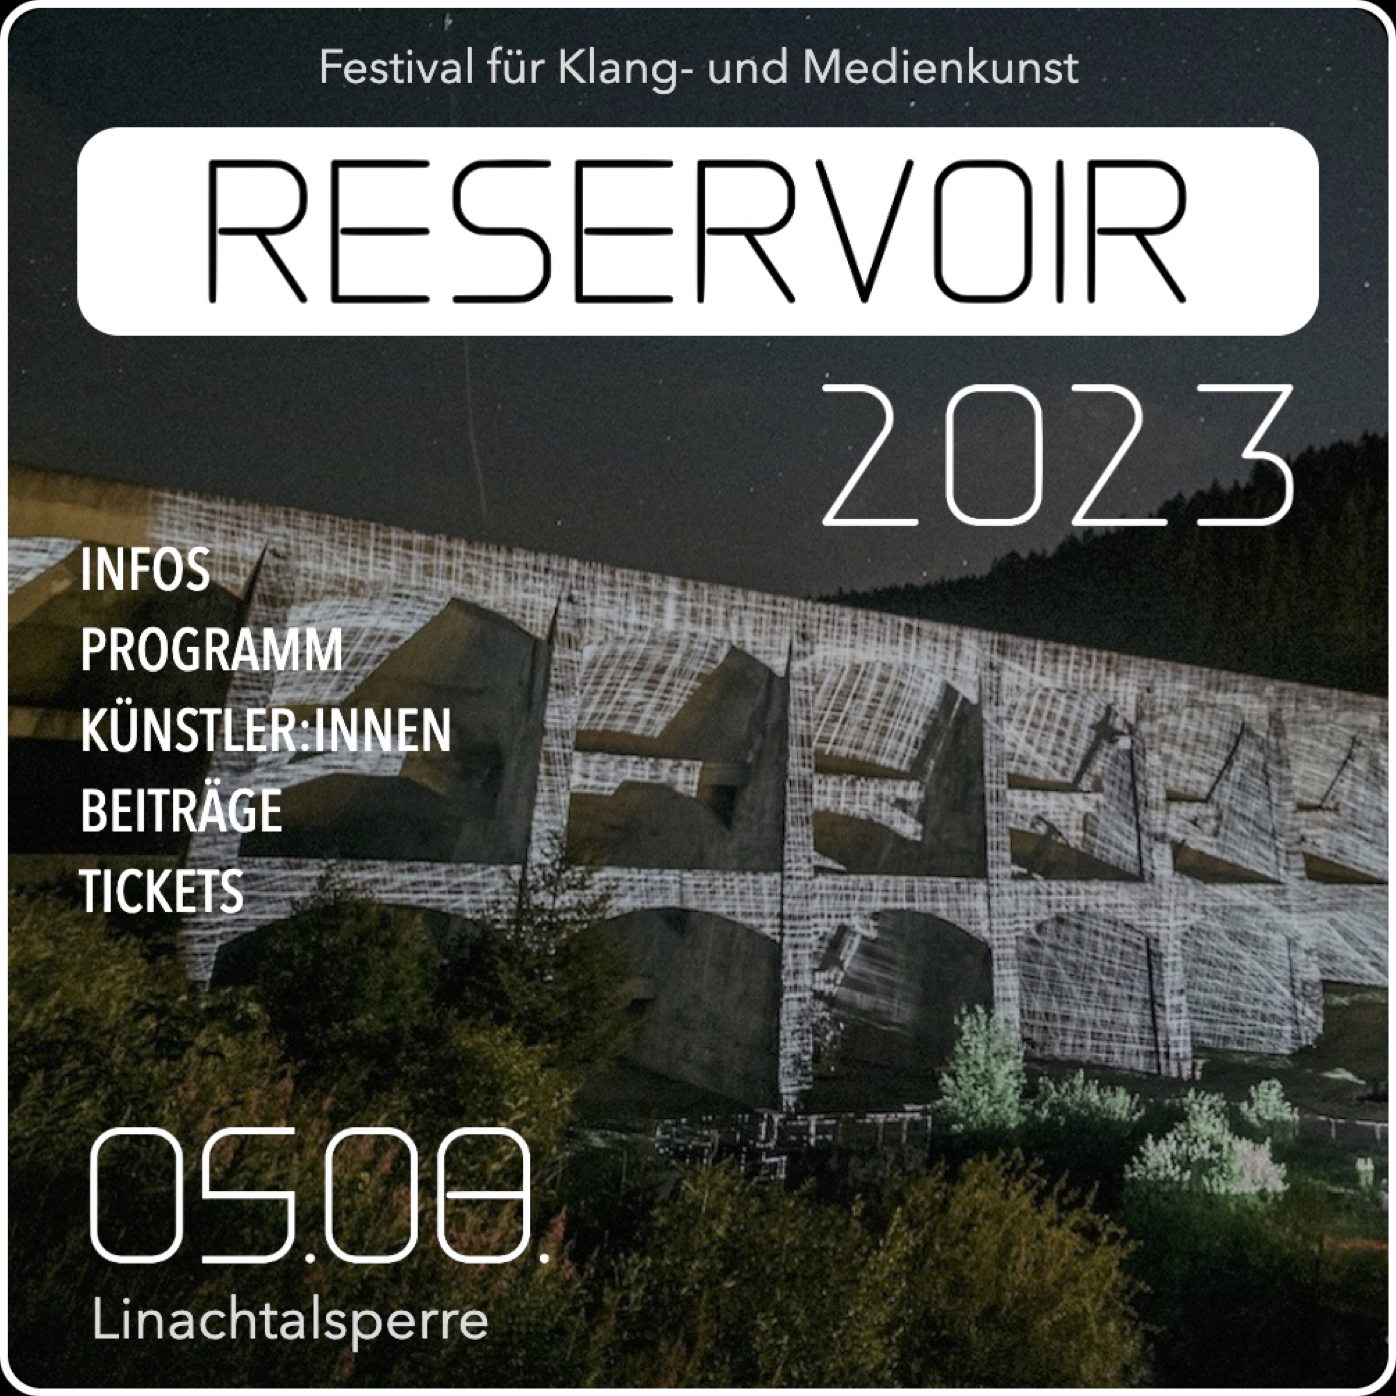 Festival für Klang- und Medienkunst
RESERVOIR
2023
INFOS
PROGRAMM
KÜNSTLER:INNEN
BEITRÄGE
TICKETS
05.08.
Linachtalsperre